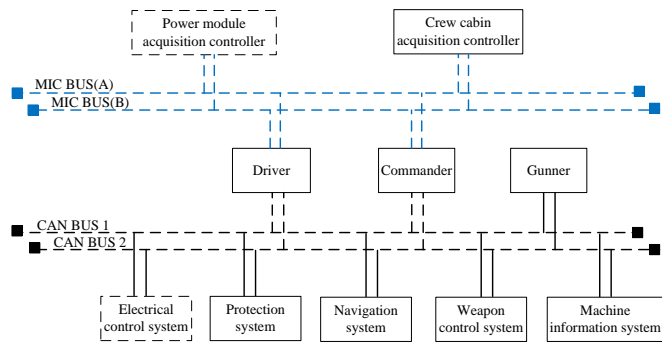 Power module
acquisition controller
Crew cabin
acquisition controller
MIC BUS(A)
MIC BUS(B)
Driver
Commander
Gunner
CAN BUS 1
CAN BUS 2
Electrical
control system
Protection
system
Navigation
system
Weapon
control system
Machine
information system